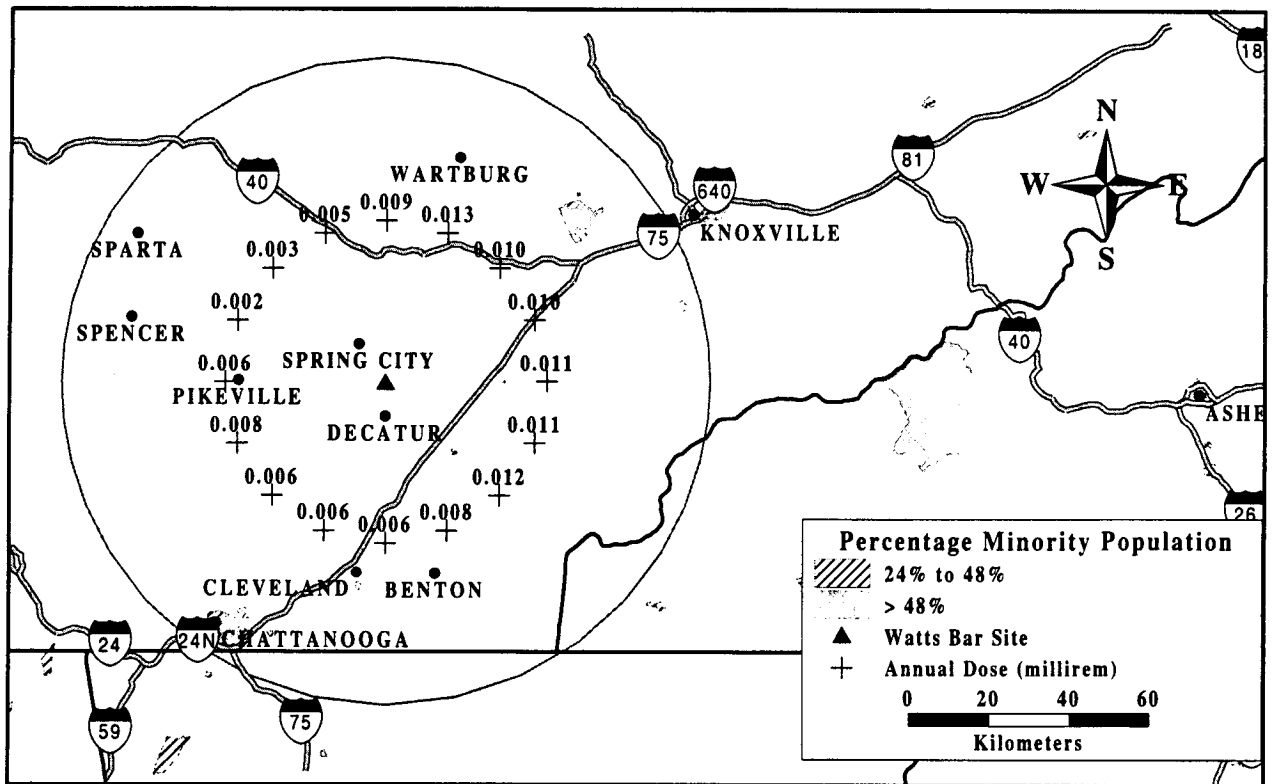 18
N
81
640
WARTBURG
40
W
E
0.009
0.005
0.013
KNOXVILLE
75
SPARTA
0.003
0.010
S
0.002
0.010
SPENCER
40
SPRING CITY
0.006
0.011
PIKEVILLE
ASHE
DECATUR
0.008
0.011
0.006
0.012
26
0.006
0.006
0.008
Percentage Minority Population
24% to 48%
> 48%
Watts Bar Site
Annual Dose (millirem)
0 20 40 60
Kilometers
CLEVELAND
BENTON
24
24N
CHATTANOOGA
59
75